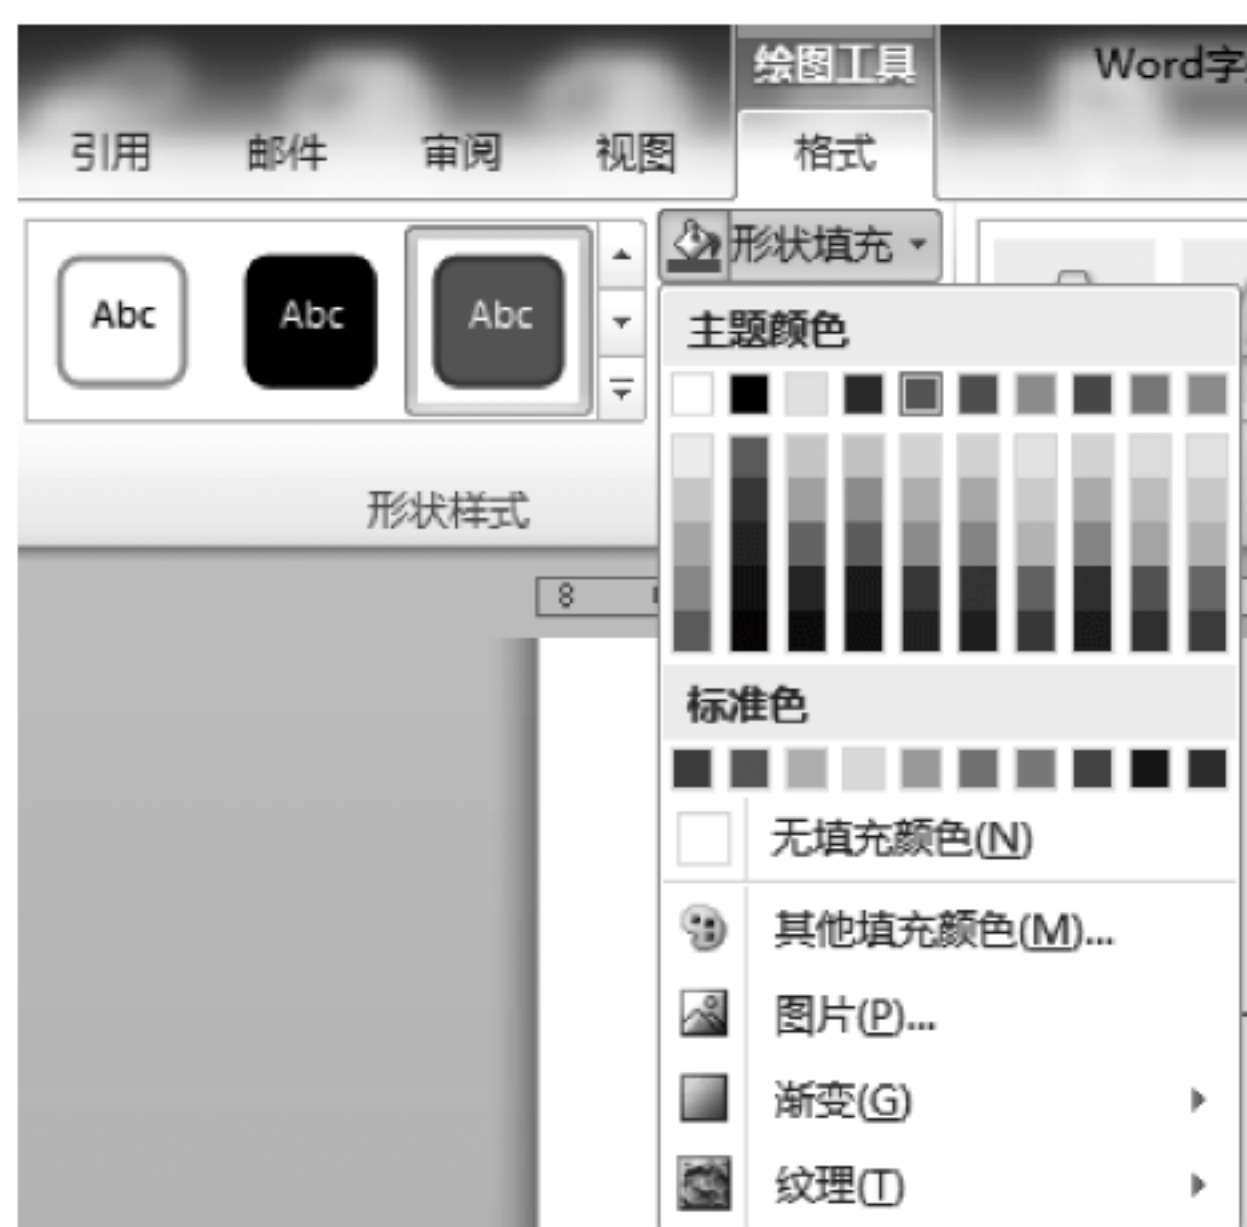 绘图工具
Word字
引用 邮件 审阅 视图 格式
形状填充
Abc Abc Abc
主题颜色
形状样式
8
标准色
无填充颜色(N)
其他填充颜色(M)...
图片(P)...
渐变(G)
纹理(T)